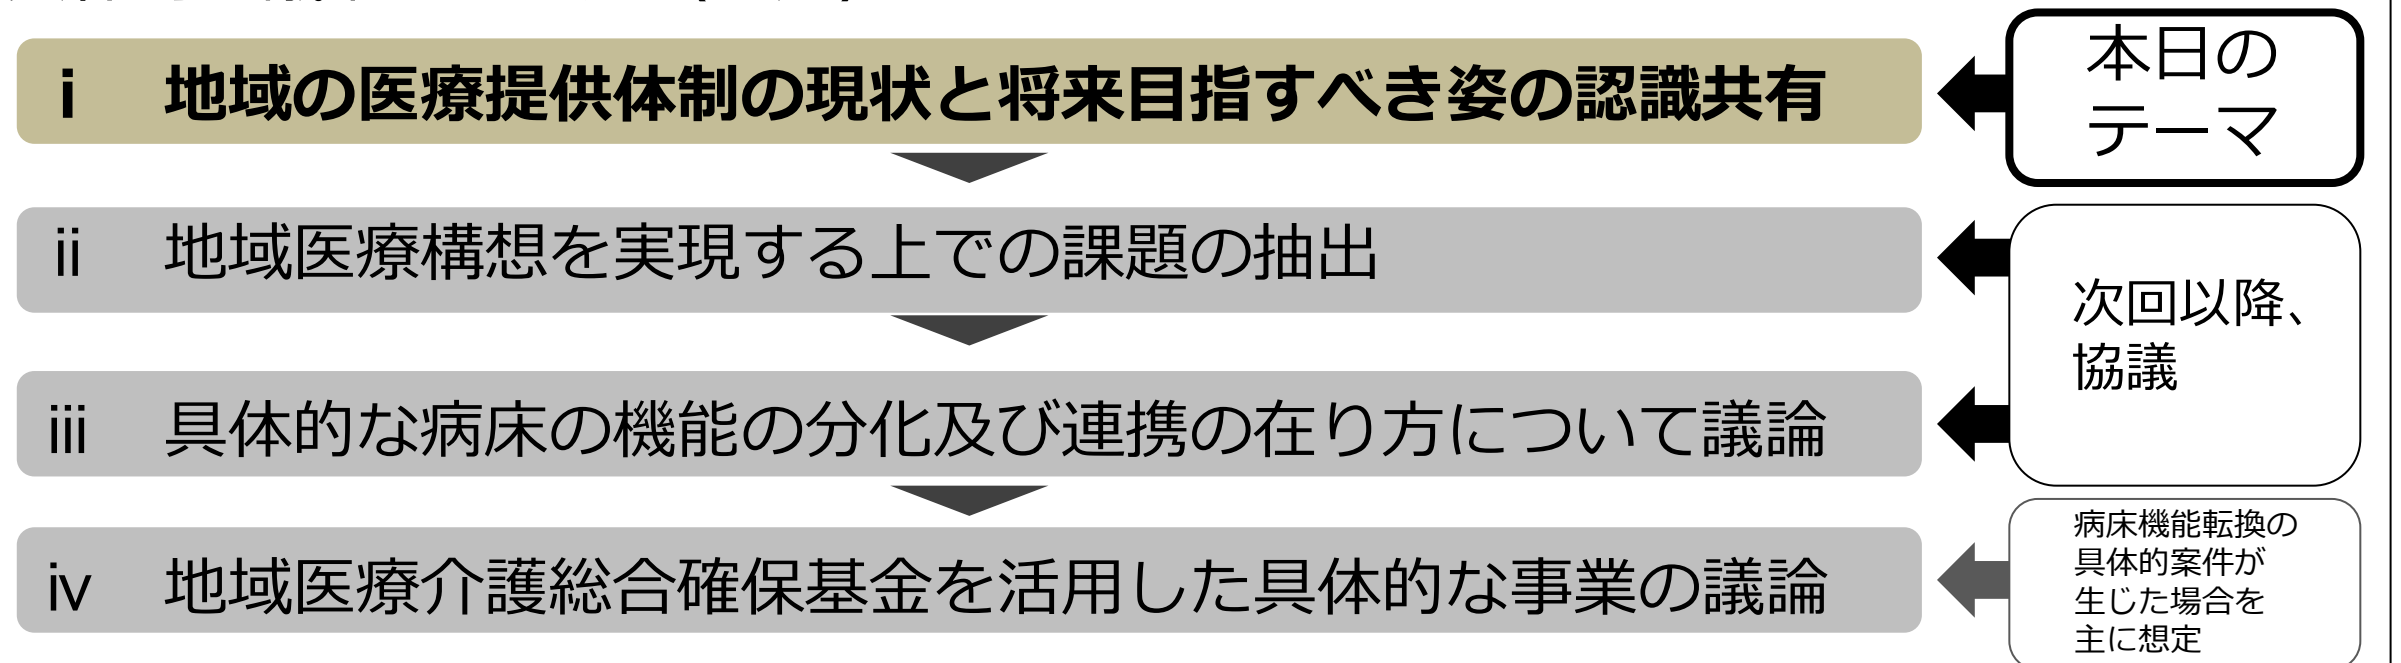 i 地域の医療提供体制の現状と将来目指すべき姿の認識共有
本日の
テーマ
ii 地域医療構想を実現する上での課題の抽出
iii 具体的な病床の機能の分化及び連携の在り方について議論
次回以降、
協議
iv 地域医療介護総合確保基金を活用した具体的な事業の議論
病床機能転換の
具体的案件が
生じた場合を
主に想定